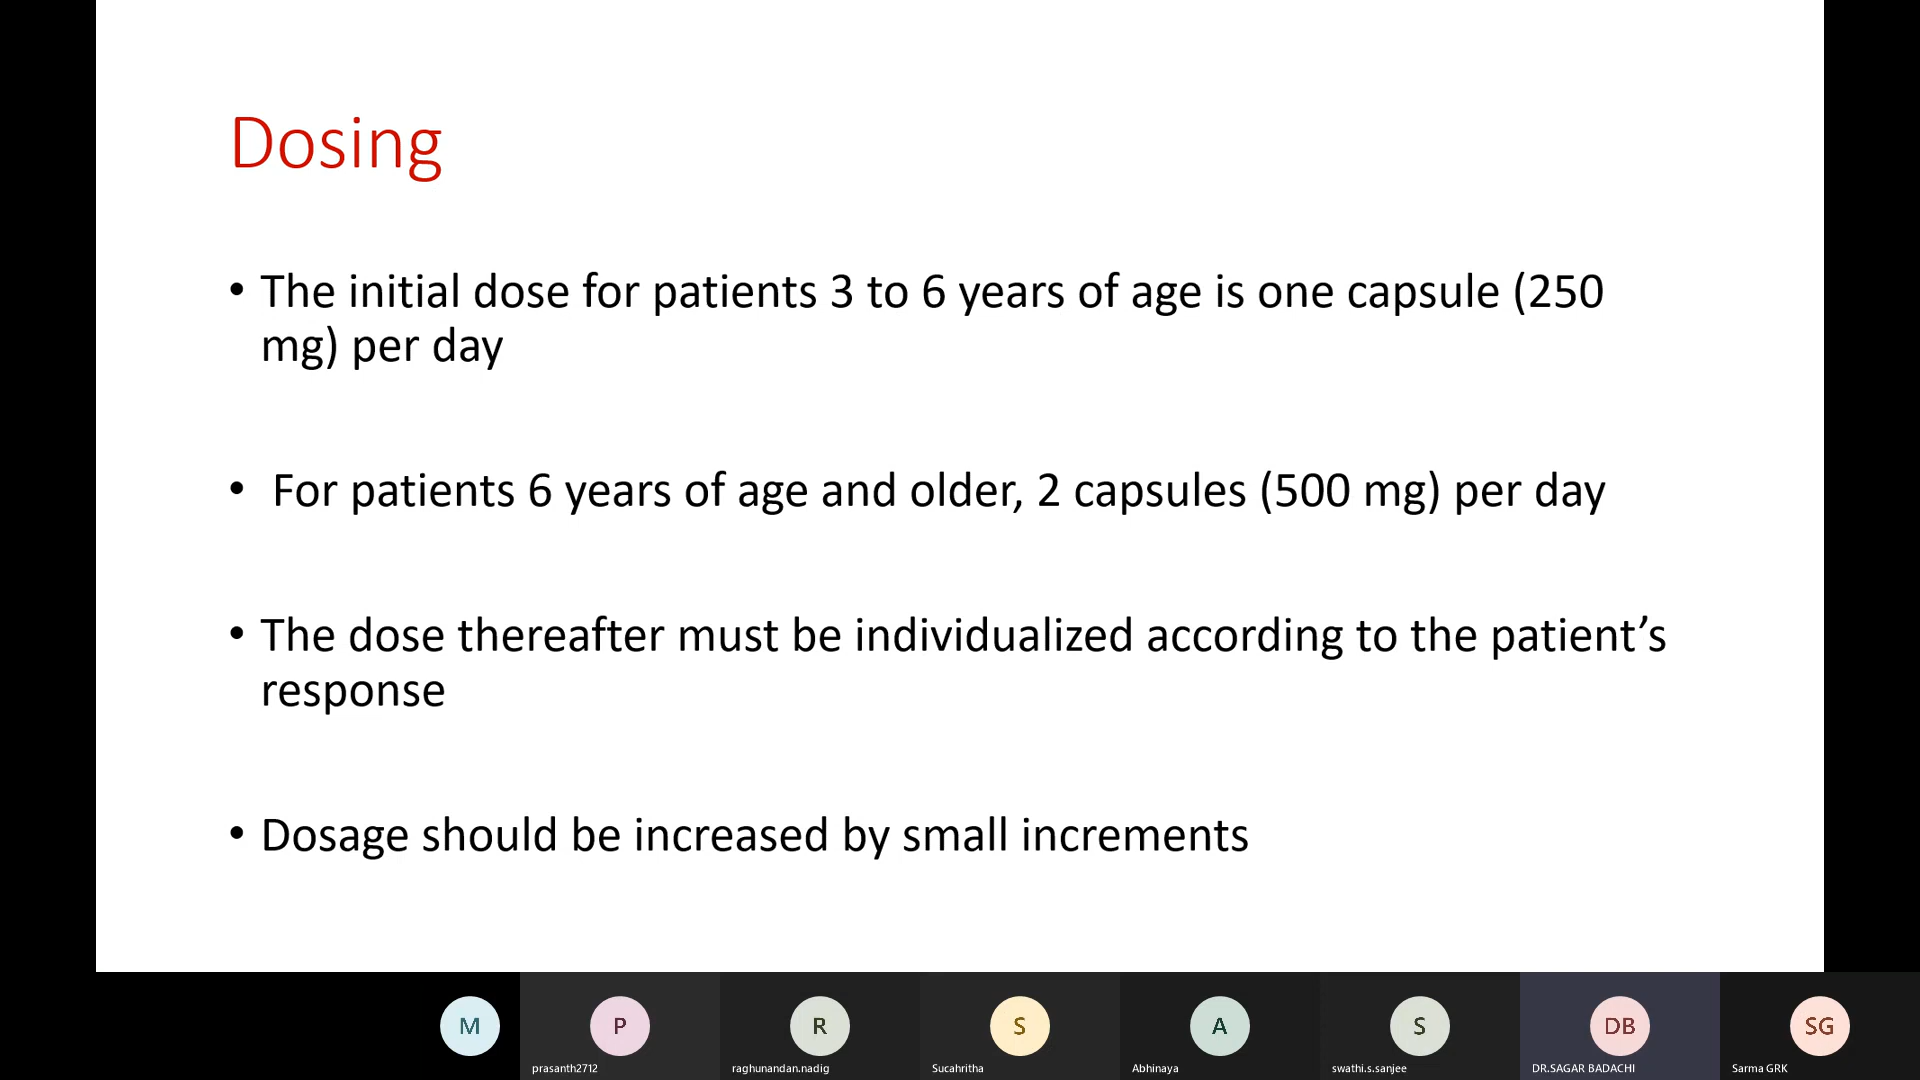 Dosing
• The initial dose for patients 3 to 6 years of age is one capsule (250
mg) per day
• For patients 6 years of age and older, 2 capsules (500 mg) per day
• The dose thereafter must be individualized according to the patient’s
response
• Dosage should be increased by small increments
M
P
R
S
A
S
DB
SG
prasanth2712
raghunandan.nadig
Sucahritha
Abhinaya
swathi.s.sanjee
DR.SAGAR BADACHI
Sarma GRK